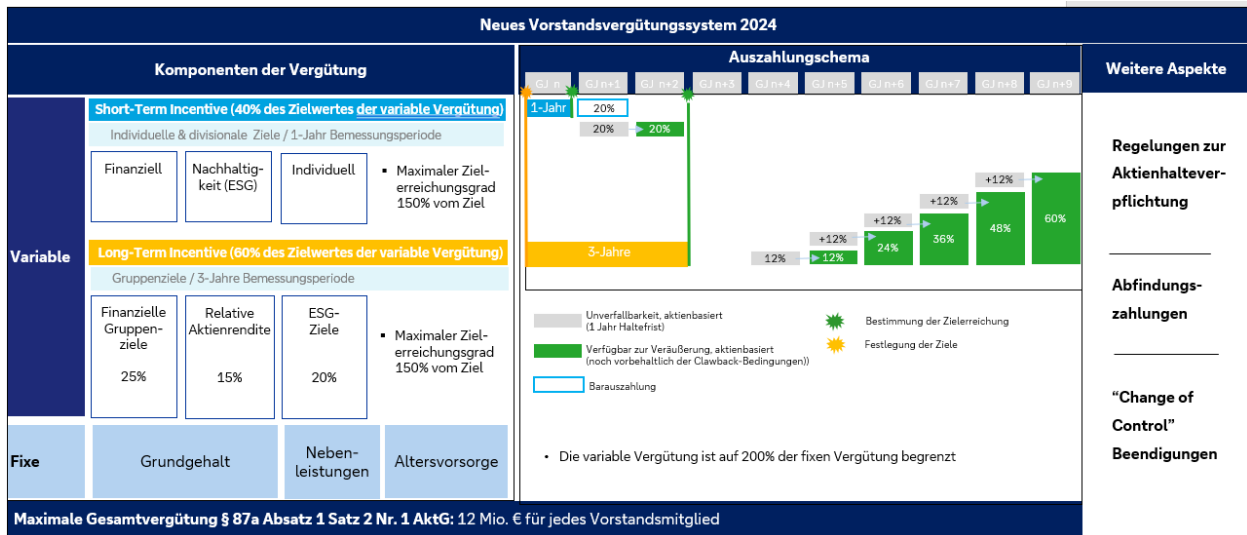 Neues Vorstandsvergütungssystem 2024
Komponenten der Vergütung
Auszahlungschema
Weitere Aspekte
GJ n
GJ n+1
GJ n+2
GJ n+3
GJ n+4
GJ n+5
GJ n+6
GJ n+7
GJ n+8
GJ n+9
Variable
Short-Term Incentive (40% des Zielwertes der variable Vergütung)
Individuelle & divisionale Ziele / 1-Jahr Bemessungsperiode
Finanziell
Nachhaltig-
keit (ESG)
Individuell
▪ Maximaler Ziel-
erreichungsgrad
150% vom Ziel
Long-Term Incentive (60% des Zielwertes der variable Vergütung)
Gruppenziele / 3-Jahre Bemessungsperiode
Finanzielle
Gruppen-
ziele
25%
Relative
Aktienrendite
15%
ESG-
Ziele
20%
▪ Maximaler Ziel-
erreichungsgrad
150% vom Ziel
Fixe
Grundgehalt
Neben-
leistungen
Altersvorsorge
1-Jahr
20%
20%
20%
3-Jahre
12%
12%
+12%
24%
+12%
36%
+12%
48%
+12%
60%
Unverfallbarkeit, aktienbasiert
(1 Jahr Haltefrist)
Verfügbar zur Veräußerung, aktienbasiert
(noch vorbehaltlich der Clawback-Bedingungen))
Barauszahlung
Bestimmung der Zielerreichung
Festlegung der Ziele
• Die variable Vergütung ist auf 200% der fixen Vergütung begrenzt
Regelungen zur
Aktienhaltever-
pflichtung
Abfindungs-
zahlungen
“Change of
Control”
Beendigungen
Maximale Gesamtvergütung § 87a Absatz 1 Satz 2 Nr. 1 AktG: 12 Mio. € für jedes Vorstandsmitglied